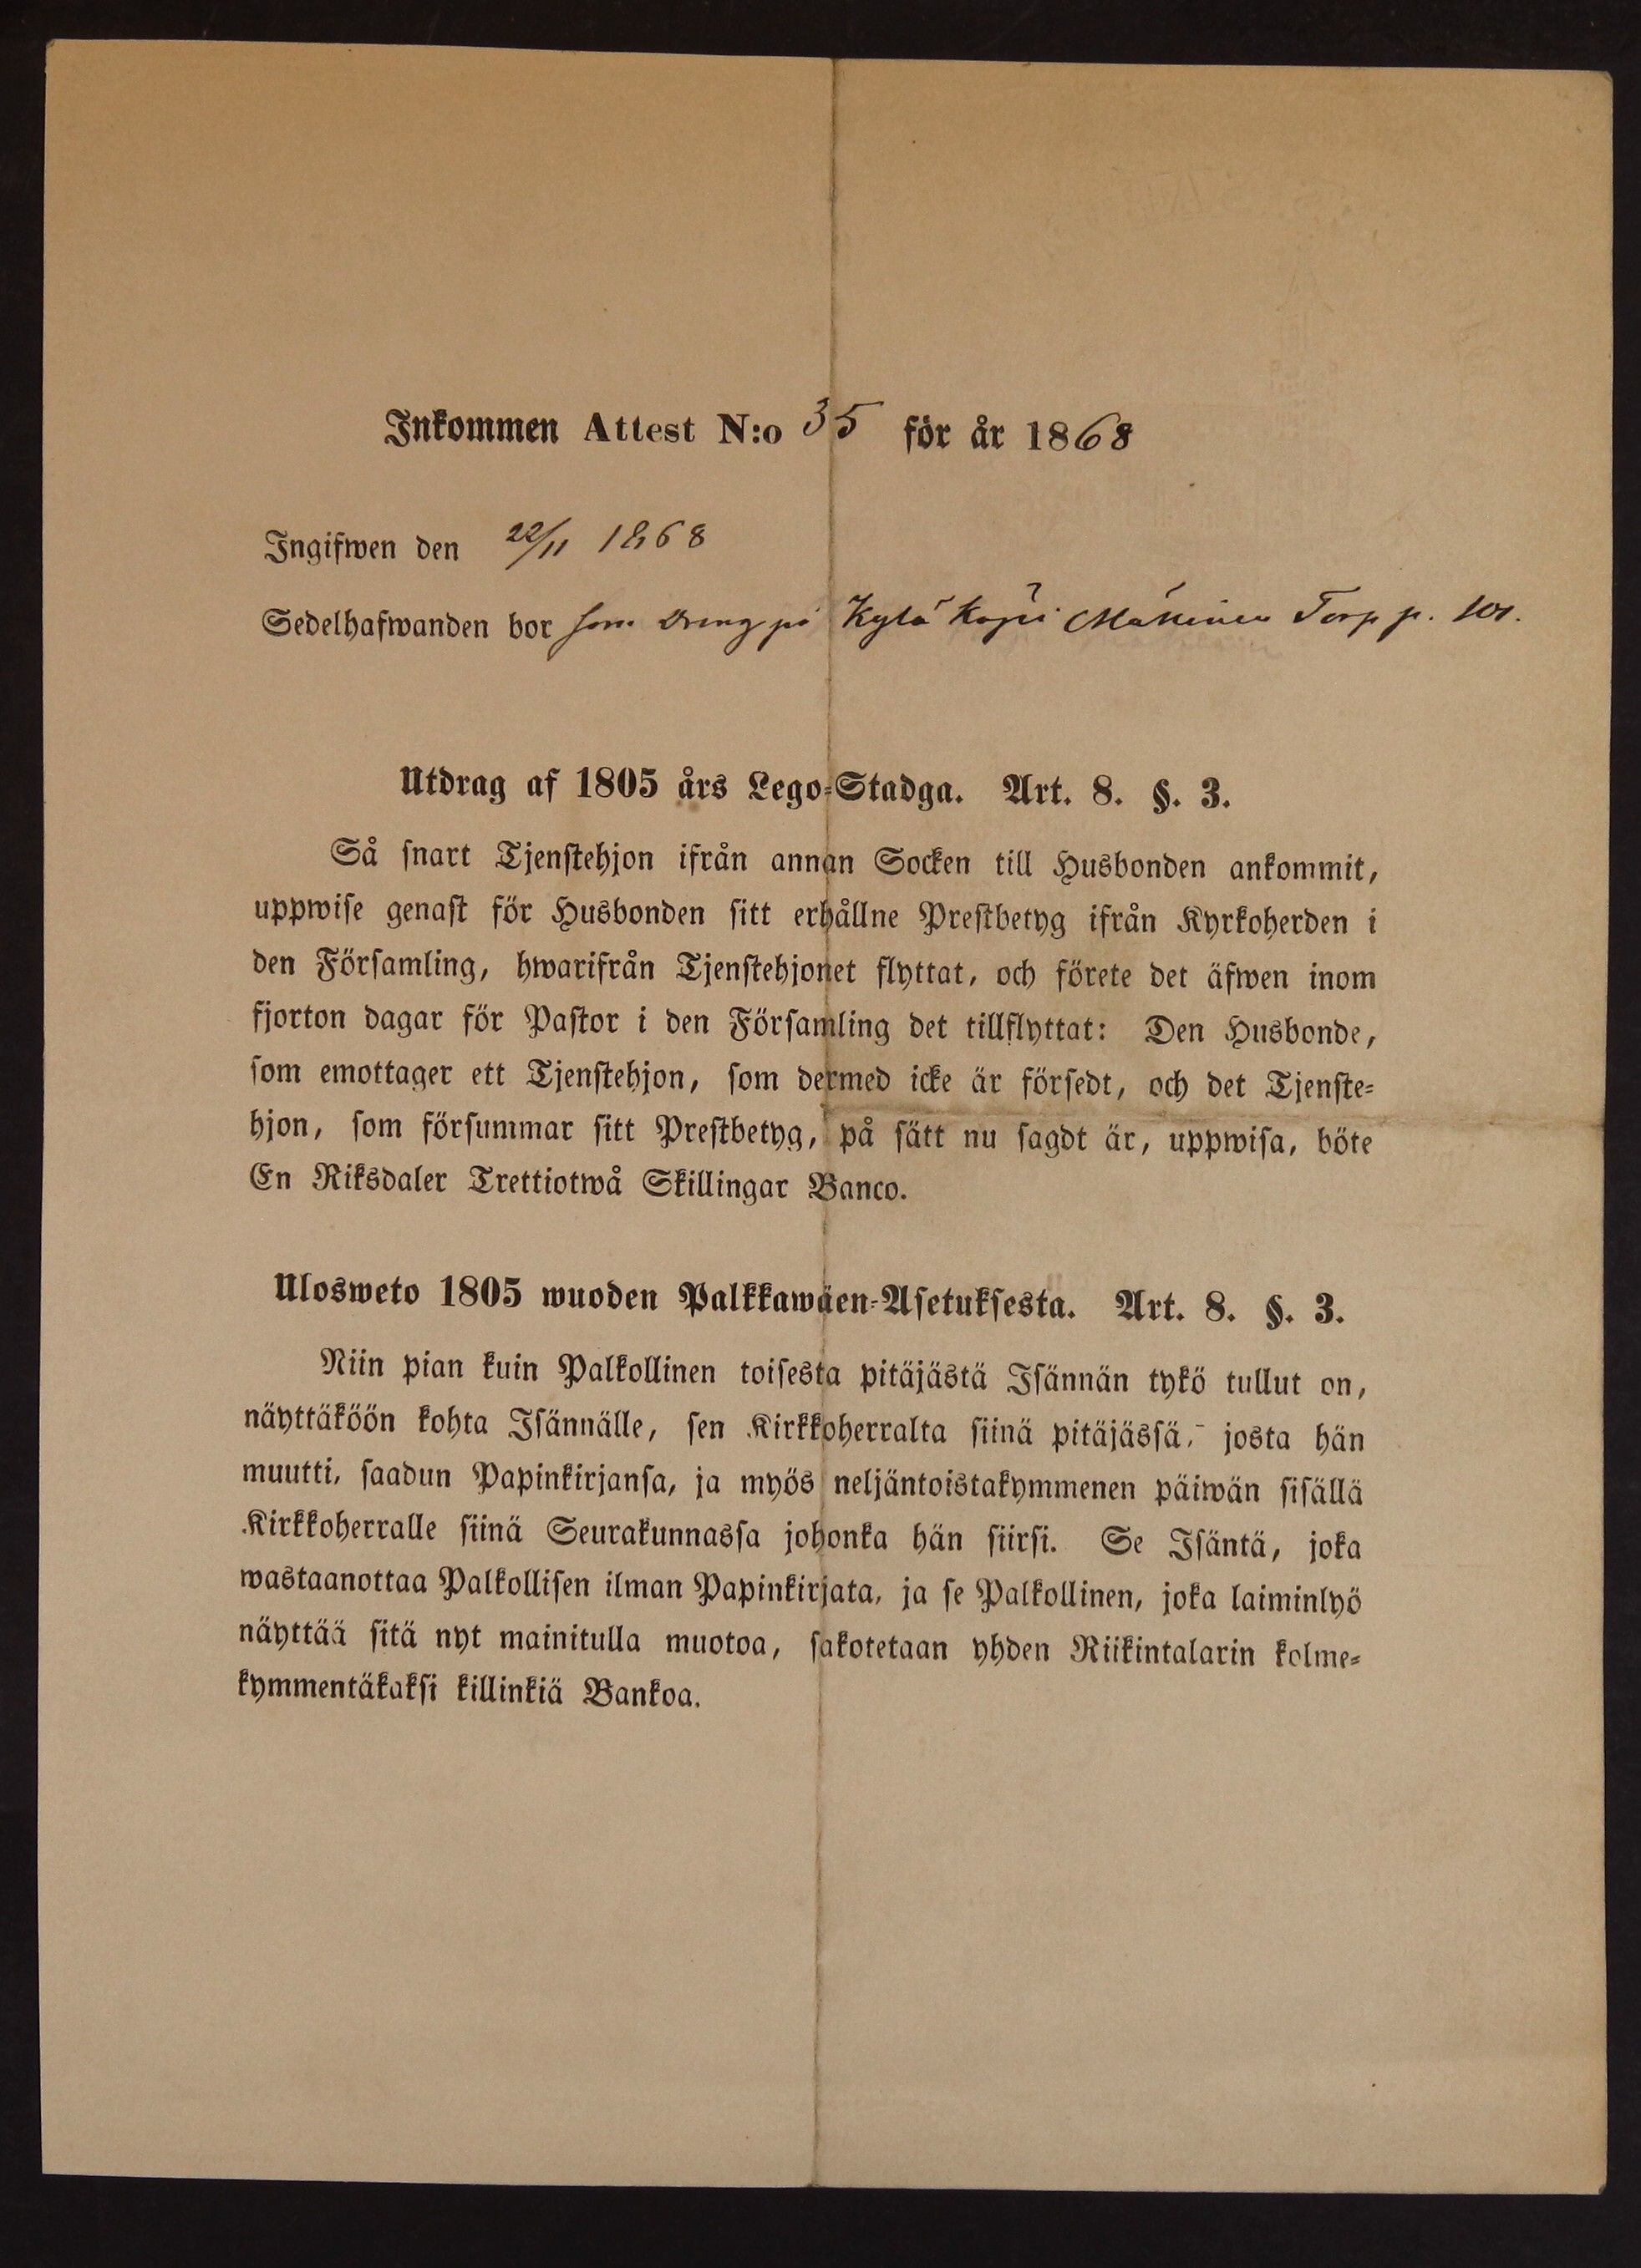 Inkommen Attest N:o 35 för år 1868
Ingifwen den 22/11 1868
Sedelhafwanden bor som Dreng på Kylä Mäkinen Torp p. 101.
Utdrag af 1805 års Lego-Stadga. Art. 8. §. 3.
Så snart Tjenstehjon ifrån annan Socken till Husbonden ankommit,
uppwise genast för Husbonden sitt erhållne Prestbetyg ifrån Kyrkoherden i
den Församling, hwarifrån Tjenstehjonet flyttat, och förete det äfwen inom
fjorton dagar för Pastor i den Församling det tillflyttat: Den Husbonde,
som emottager ett Tjenstehjon, som dermed icke är försedt, och det Tjenste-
hjon, som försummar sitt Prestbetyg, på sätt nu sagdt är, uppwisa, böte
En Riksdaler Trettiotwå Skillingar Banco.
Ulosweto 1805 wuoden Palkkawäen-Asetuksesta. Art. 8. §. 3.
Niin pian kuin Palkollinen toisesta pitäjästä Isännän tykö tullut on,
näyttäköön kohta Isännälle, sen Kirkkoherralta siinä pitäjässä, josta hän
muutti, saadun Papinkirjansa, ja myös neljäntoistakymmenen päiwän sisällä
Kirkkoherralle siinä Seurakunnassa johonka hän siirsi. Se Isäntä, joka
wastaanottaa Palkollisen ilman Papinkirjata, ja se Palkollinen, joka laiminlyö
näyttää sitä nyt mainitulla muotoa, sakotetaan yhden Riikintalarin kolme-
kymmentäkaksi killinkiä Bankoa.